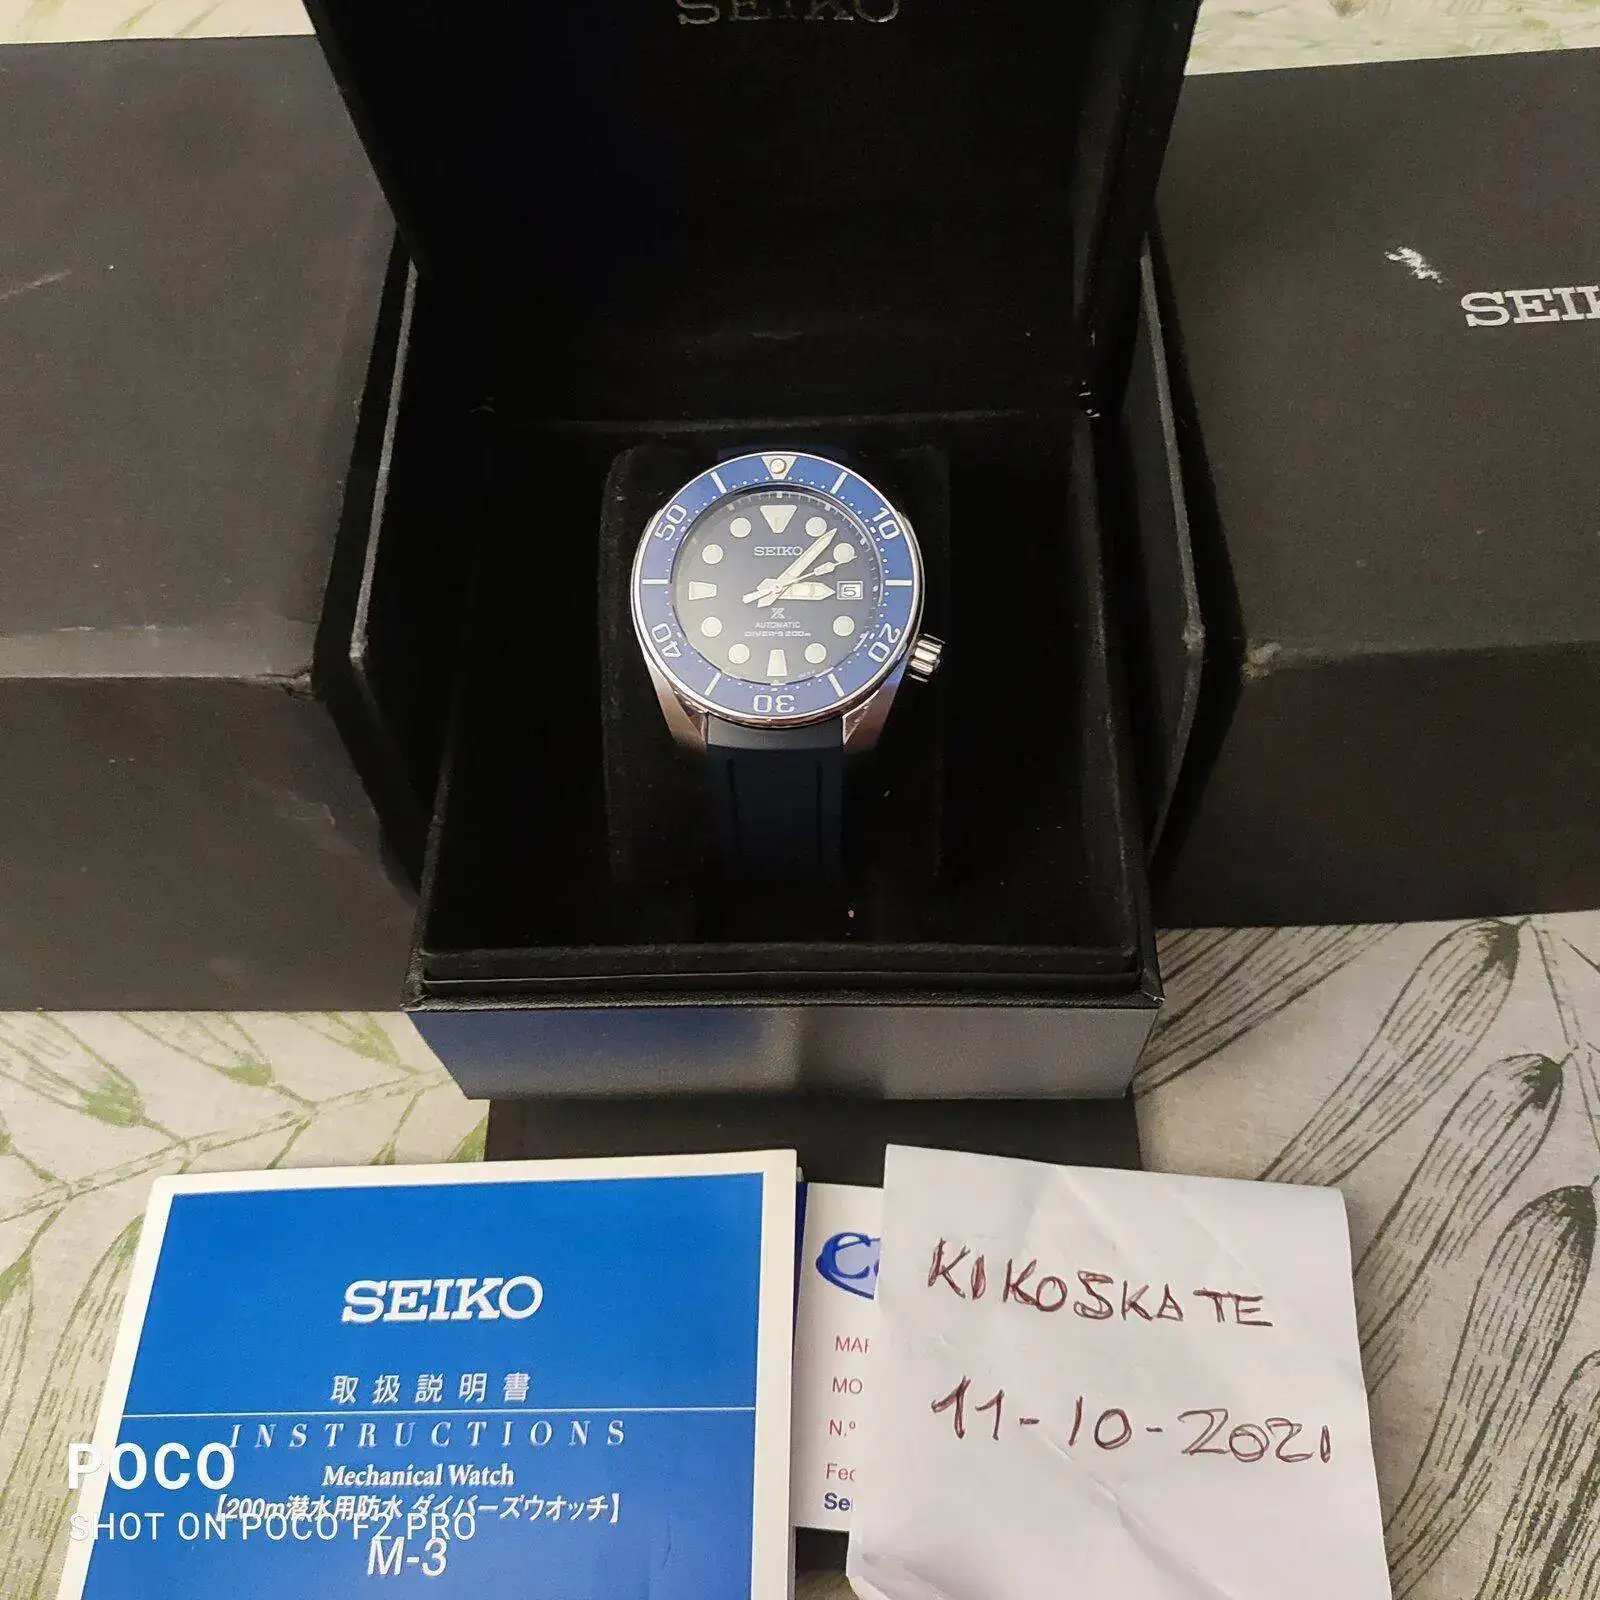 SEIKO
SEIK
50
10
SEIKO
5
X
AUTOMATIC
DIVER'S 200m
40
20
30
SEIKO
取扱説明書
INSTRUCTIONS
Mechanical Watch
【200m潜水用防水 ダイバーズウオッチ】
M-3
MAR
MO
N.º
Fec
Se
KIKOSKATE
11-10-2021
POCO
SHOT ON POCO F2 PRO